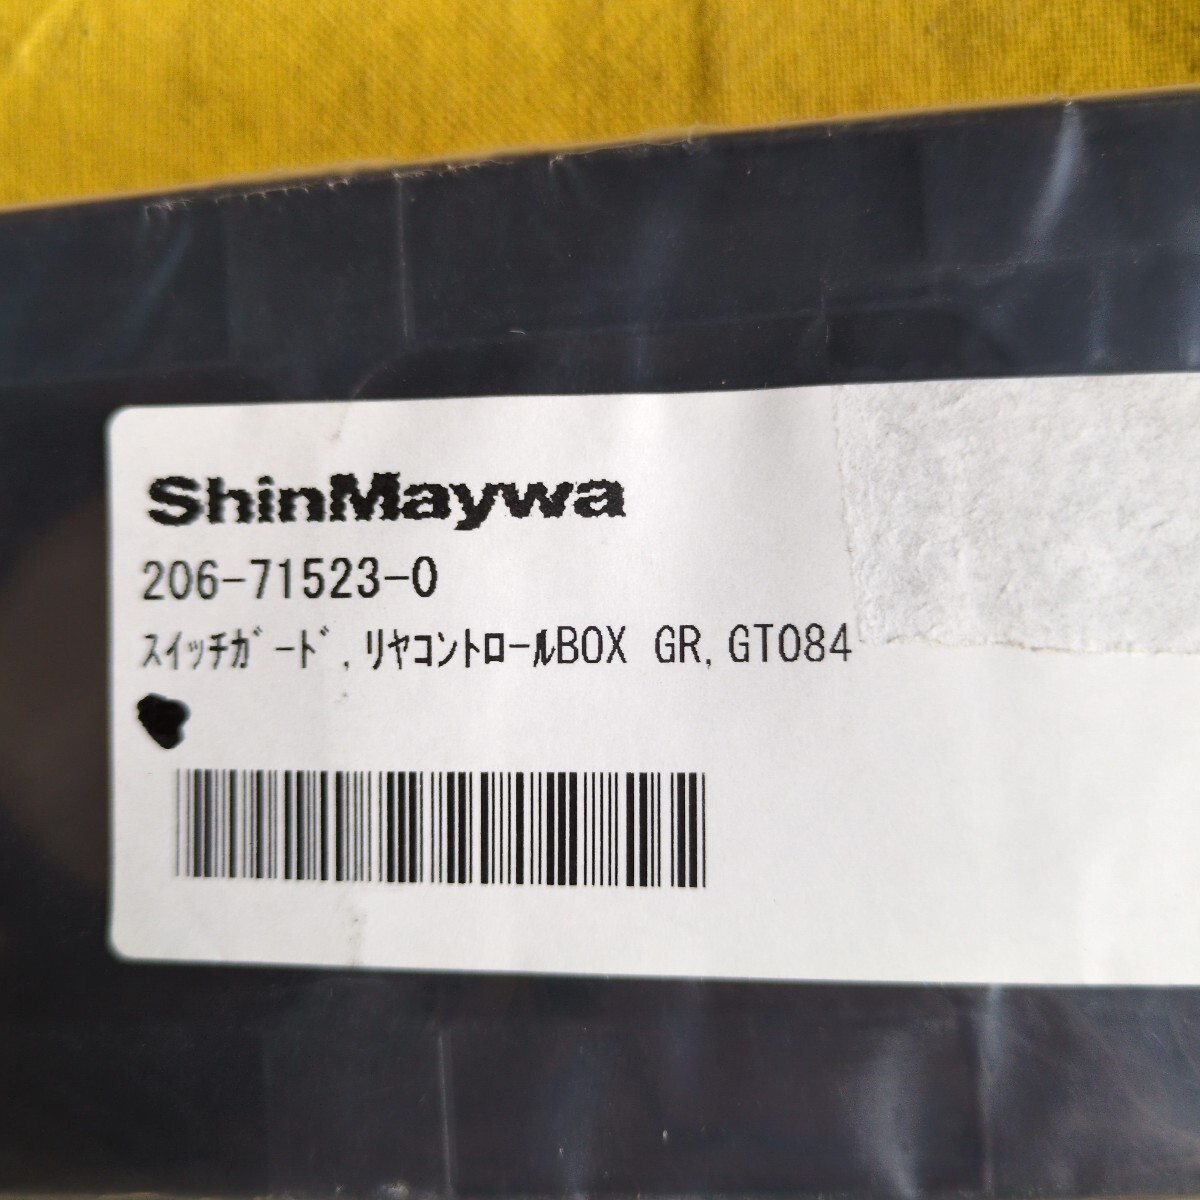 ShinMaywa
206-71523-0
ｽｲｯﾁｶﾞｰﾄﾞ,ﾘﾔｺﾝﾄﾛｰﾙBOX GR,GT084